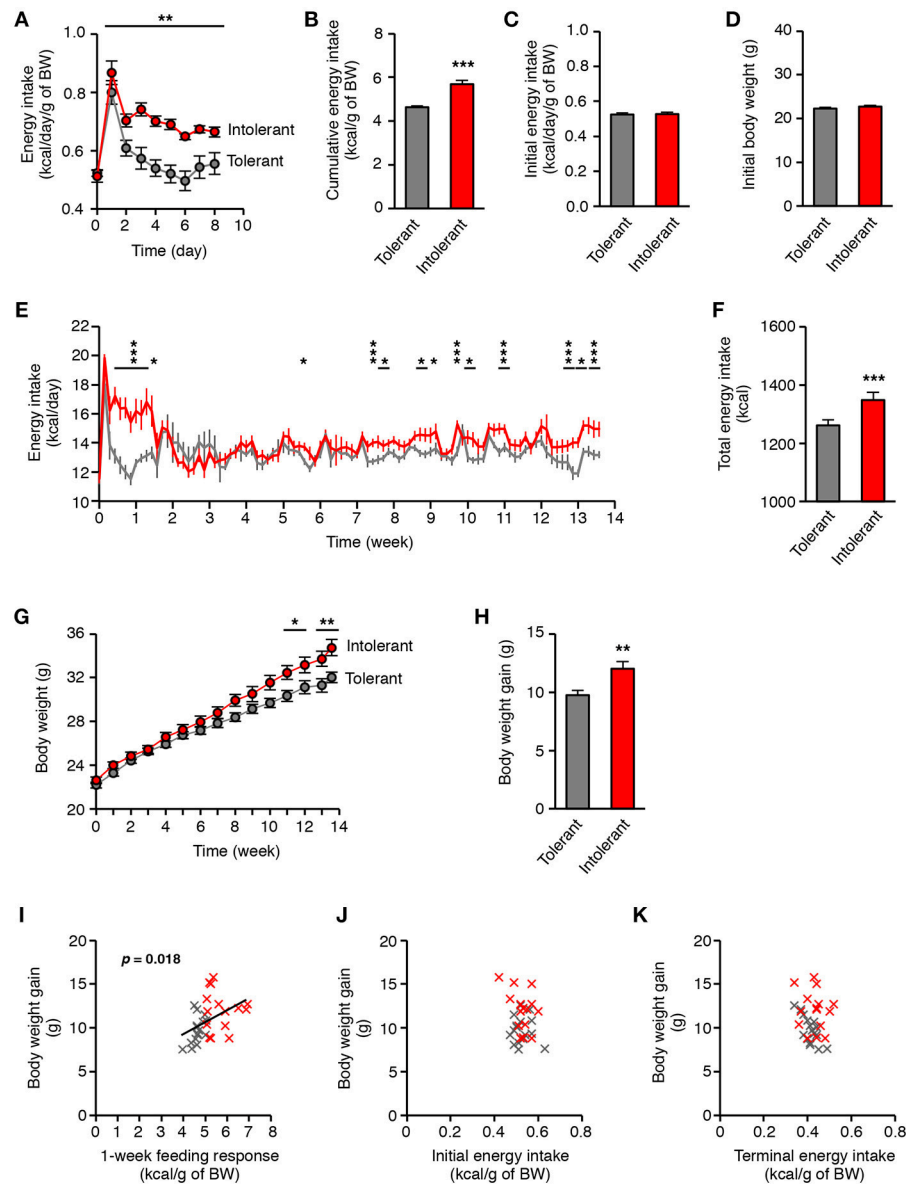 A
**
Energy intake
(kcal/day/g of BW)
1.0
0.8
0.6
0.4
Intolerant
Tolerant
0 2 4 6 8 10
Time (day)
B
***
Cumulative energy intake
(kcal/g of BW)
8
6
4
2
0
Tolerant
Intolerant
C
Initial energy intake
(kcal/day/g of BW)
1.0
0.8
0.6
0.4
0.2
0.0
Tolerant
Intolerant
D
Initial body weight (g)
40
30
20
10
0
Tolerant
Intolerant
E
Energy intake
(kcal/day)
22
20
18
16
14
12
10
*** * * *** * * * *** * *** *** * ***
0 1 2 3 4 5 6 7 8 9 10 11 12 13 14
Time (week)
F
***
Total energy intake
(kcal)
1600
1400
1200
1000
Tolerant
Intolerant
G
* **
Body weight (g)
36
32
28
24
20
Intolerant
Tolerant
0 2 4 6 8 10 12 14
Time (week)
H
**
Body weight gain (g)
15
10
5
0
Tolerant
Intolerant
I
p = 0.018
Body weight gain
(g)
20
15
10
5
0
0 1 2 3 4 5 6 7 8
1-week feeding response
(kcal/g of BW)
J
Body weight gain
(g)
20
15
10
5
0
0 0.2 0.4 0.6 0.8
Initial energy intake
(kcal/g of BW)
K
Body weight gain
(g)
20
15
10
5
0
0 0.2 0.4 0.6 0.8
Terminal energy intake
(kcal/g of BW)